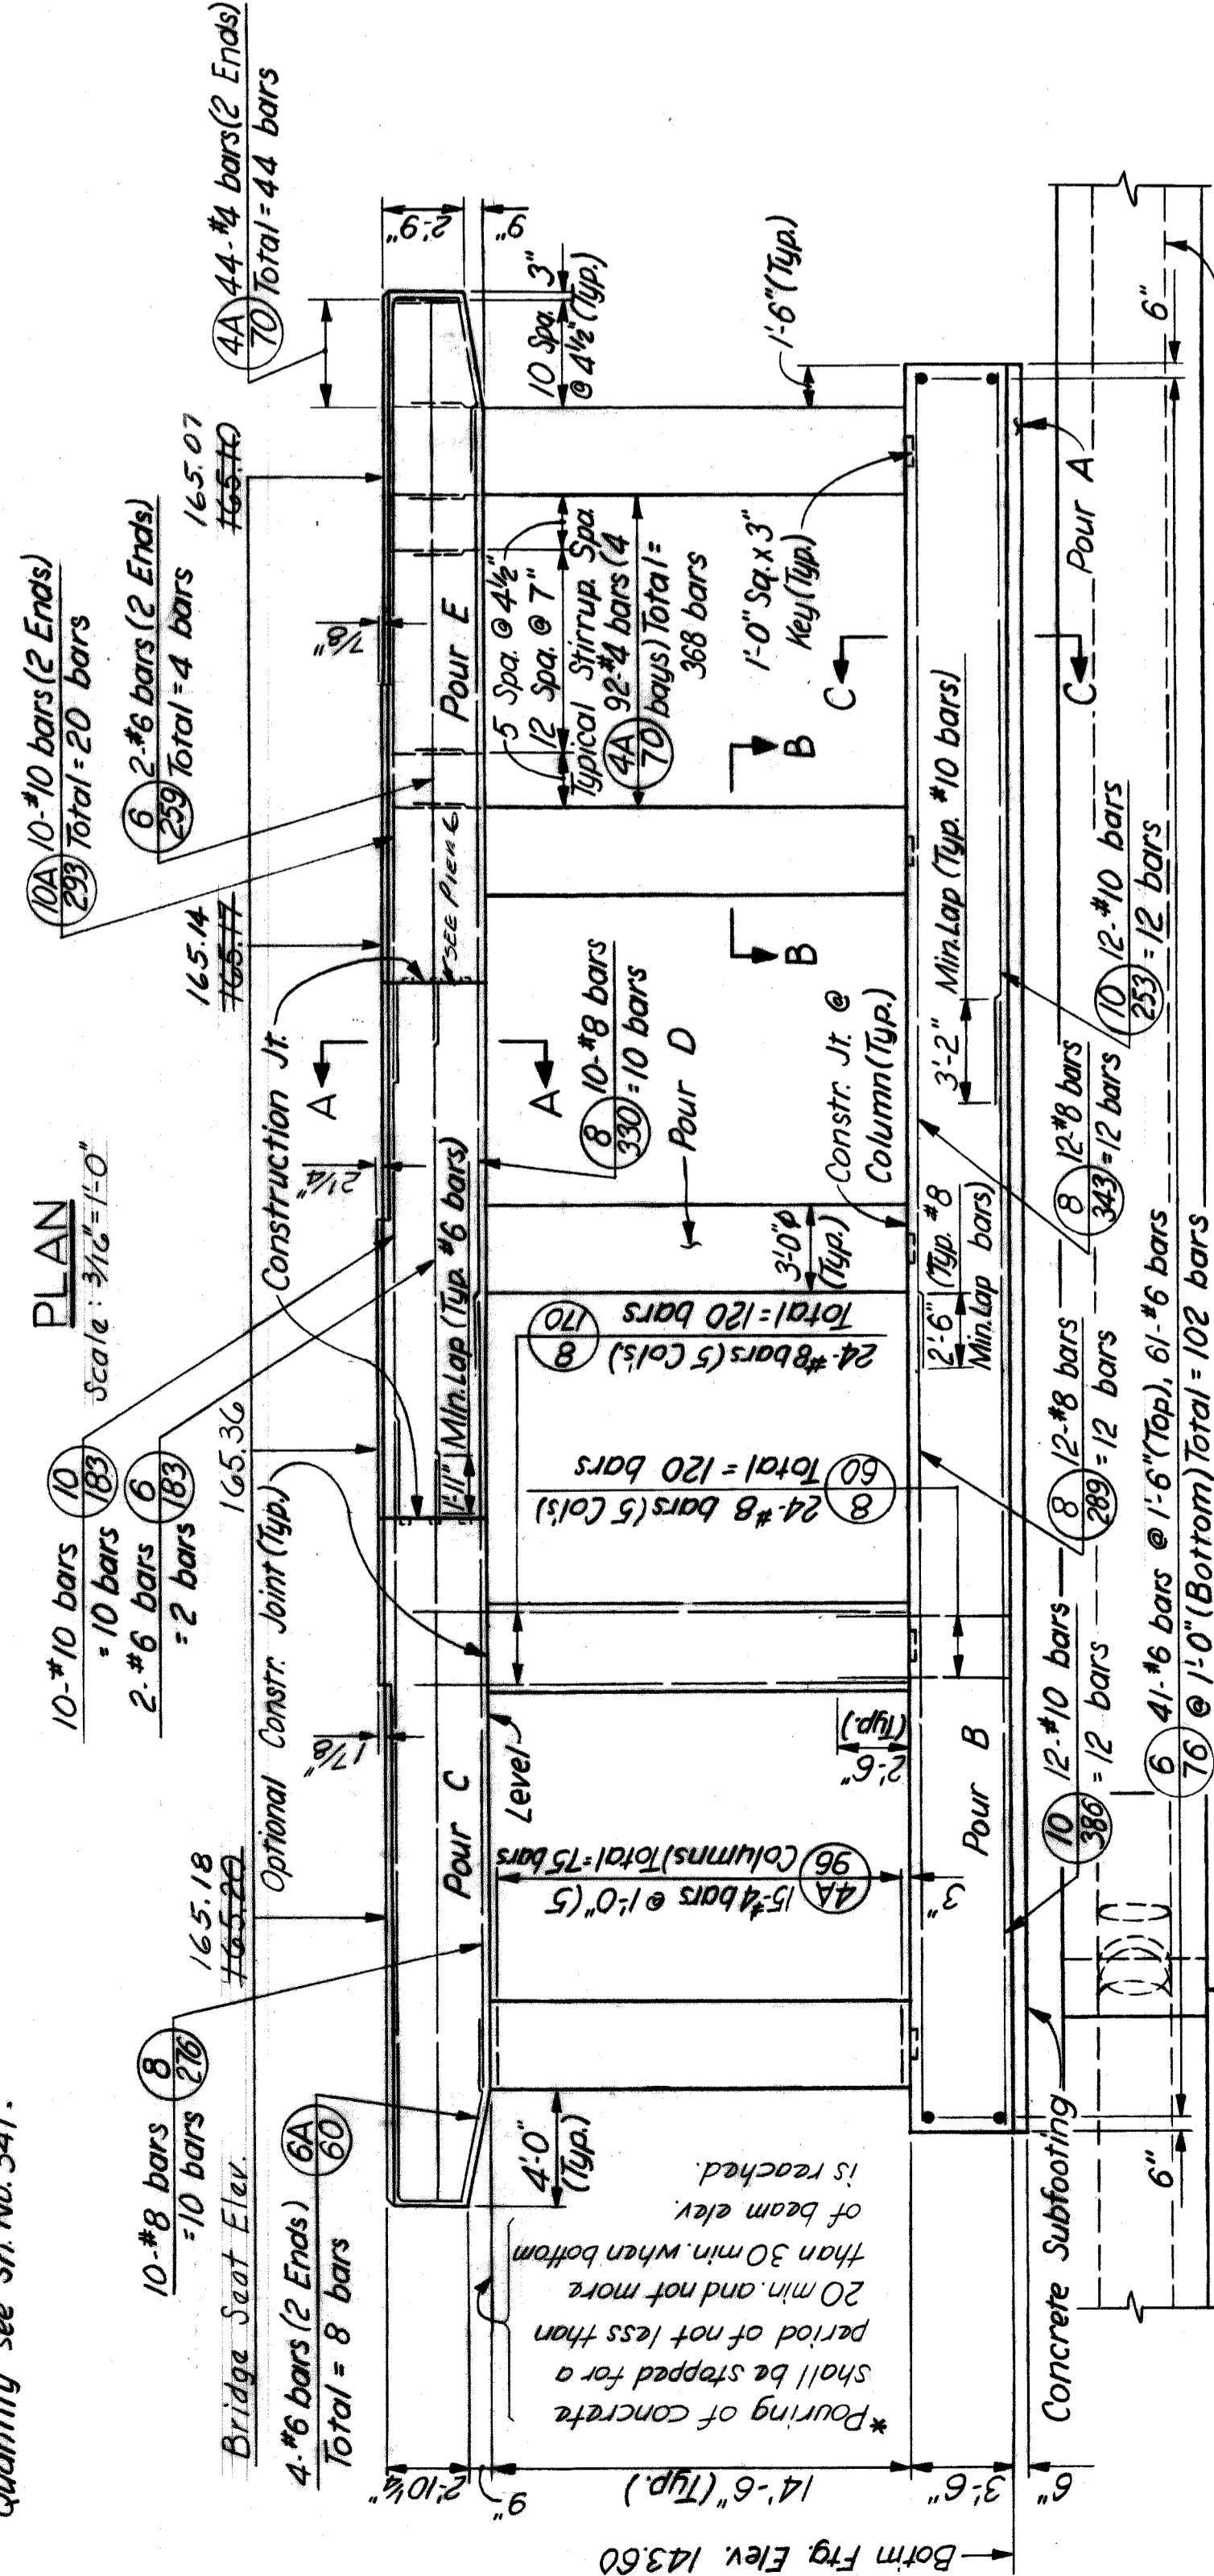 Quantity see Sh. No. 347.
PLAN
Scale: 3/16"=1'-0"
10-#8 bars 8
=10 bars 276
10-#10 bars 10
=10 bars 183
2-#6 bars 6
=2 bars 183
10A 10-#10 bars (2 Ends)
293 Total=20 bars
6 2-#6 bars (2 Ends)
259 Total=4 bars
4A 44-#4 bars (2 Ends)
70 Total=44 bars
Bridge Seat Elev.
165.18
165.20
165.36
165.14
165.17
165.07
165.10
4-#6 bars (2 Ends) 6A
Total = 8 bars 60
Optional Constr. Joint (Typ.)
Construction Jt.
1 7/8"
2 1/4"
7/8"
A
A
2'-10 1/4"
9"
2'-9"
9"
Pour C
1'-11" Min. Lap (Typ. #6 bars)
*SEE PIER 6
Pour E
Level
4'-0"
(Typ.)
10 Spa.
@ 4 1/2" (Typ.)
3"
5 Spa. @ 4 1/2"
12 Spa. @ 7"
Typical Stirrup Spa.
4A 92-#4 bars (4
70 bays) Total =
368 bars
8 10-#8 bars
330 =10 bars
Pour D
*Pouring of concrete
shall be stopped for a
period of not less than
20 min. and not more
than 30 min. when bottom
of beam elev.
is reached.
14'-6" (Typ.)
15-#4 bars @ 1'-0" (5
Columns) Total=75 bars
4A
96
24-#8 bars (5 Col's)
Total = 120 bars
8
60
24-#8 bars (5 Col's)
Total = 120 bars
8
170
2'-6"
(Typ.)
3'-0"ϕ
(Typ.)
Constr. Jt. @
Column (Typ.)
B
B
1'-0" Sq. x 3"
Key (Typ.)
1'-6" (Typ.)
C
C
3"
Pour B
2'-6" (Typ. #8
Min. Lap bars)
3'-2" Min. Lap (Typ. #10 bars)
3'-6"
6"
Botm Ftg. Elev. 143.60
Concrete Subfooting
10 12-#10 bars
386 =12 bars
8 12-#8 bars
289 =12 bars
8 12-#8 bars
343 =12 bars
10 12-#10 bars
253 =12 bars
Pour A
6"
6 41-#6 bars @ 1'-6" (Top), 61-#6 bars
76 @ 1'-0" (Bottom) Total = 102 bars
6"